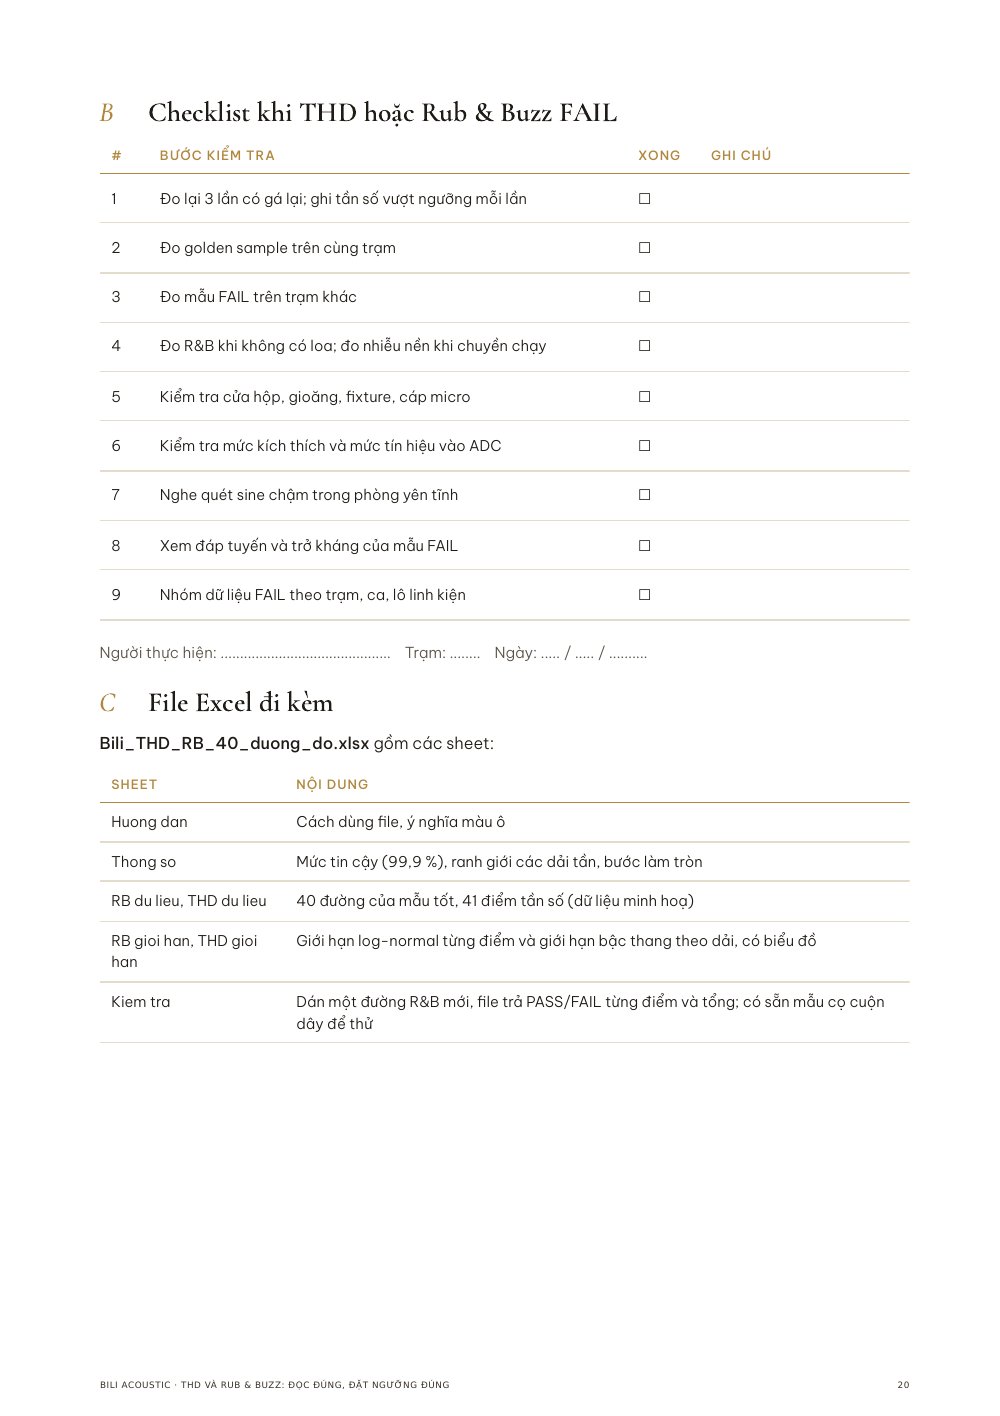 B Checklist khi THD hoặc Rub & Buzz FAIL
# BƯỚC KIỂM TRA XONG GHI CHÚ
1 Đo lại 3 lần có gá lại; ghi tần số vượt ngưỡng mỗi lần ☐
2 Đo golden sample trên cùng trạm ☐
3 Đo mẫu FAIL trên trạm khác ☐
4 Đo R&B khi không có loa; đo nhiễu nền khi chuyền chạy ☐
5 Kiểm tra cửa hộp, gioăng, fixture, cáp micro ☐
6 Kiểm tra mức kích thích và mức tín hiệu vào ADC ☐
7 Nghe quét sine chậm trong phòng yên tĩnh ☐
8 Xem đáp tuyến và trở kháng của mẫu FAIL ☐
9 Nhóm dữ liệu FAIL theo trạm, ca, lô linh kiện ☐
Người thực hiện: ............................................ Trạm: ........ Ngày: ..... / ..... / ..........
C File Excel đi kèm
Bili_THD_RB_40_duong_do.xlsx gồm các sheet:
SHEET NỘI DUNG
Huong dan Cách dùng file, ý nghĩa màu ô
Thong so Mức tin cậy (99,9 %), ranh giới các dải tần, bước làm tròn
RB du lieu, THD du lieu 40 đường của mẫu tốt, 41 điểm tần số (dữ liệu minh hoạ)
RB gioi han, THD gioi Giới hạn log-normal từng điểm và giới hạn bậc thang theo dải, có biểu đồ
han
Kiem tra Dán một đường R&B mới, file trả PASS/FAIL từng điểm và tổng; có sẵn mẫu cọ cuộn
dây để thử
BILI ACOUSTIC · THD VÀ RUB & BUZZ: ĐỌC ĐÚNG, ĐẶT NGƯỠNG ĐÚNG 20